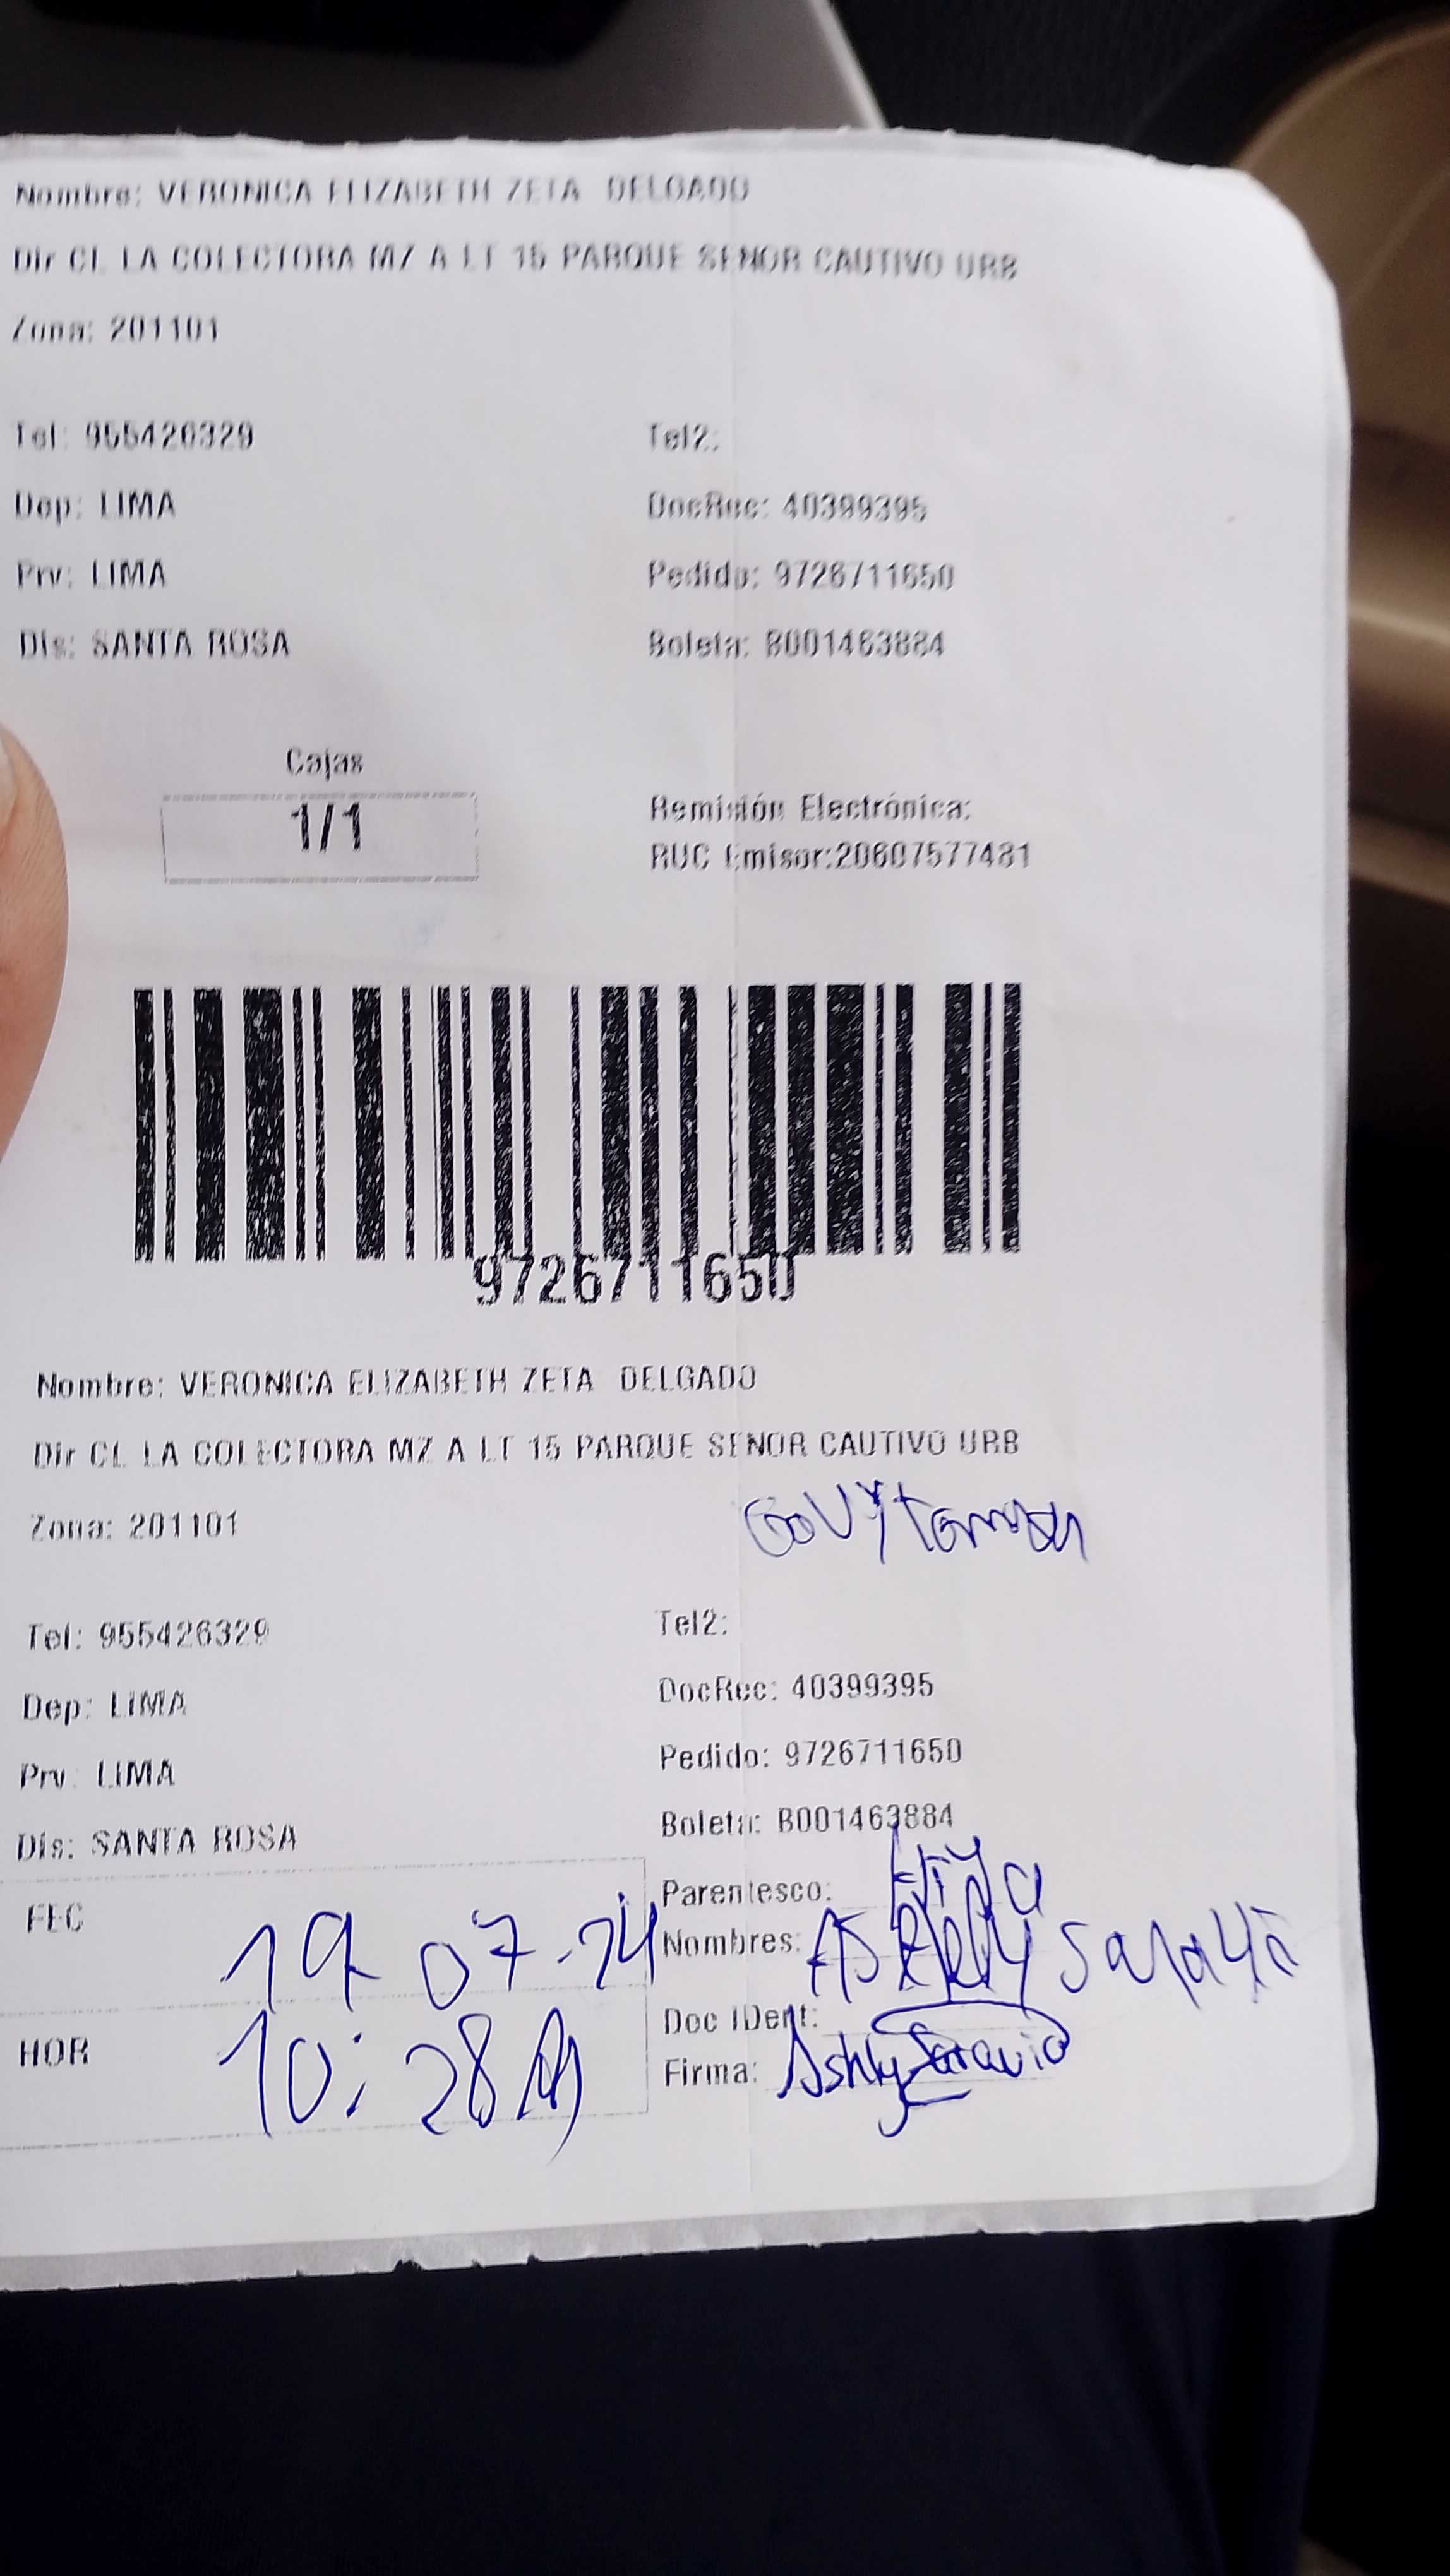 Nombre: VERONICA ELIZABETH ZETA DELGADO
Dir CL LA COLECTORA MZ A LT 15 PARQUE SENOR CAUTIVO URB
Zona: 201101
Tel: 955426329 Tel2:
Dep: LIMA DocRec: 40399395
Prv: LIMA Pedido: 9726711650
Dis: SANTA ROSA Boleta: B001463884
Cajas
1/1
Remisión Electrónica:
RUC Emisor:20607577481
9726711650
Nombre: VERONICA ELIZABETH ZETA DELGADO
Dir CL LA COLECTORA MZ A LT 15 PARQUE SENOR CAUTIVO URB
Zona: 201101
Tel: 955426329 Tel2:
Dep: LIMA DocRec: 40399395
Prv: LIMA Pedido: 9726711650
Dis: SANTA ROSA Boleta: B001463884
Parentesco: Hija
FEC 19 07-24 Nombres:
Doc IDent:
HOR 10:28 Firma: Ashly Saravia